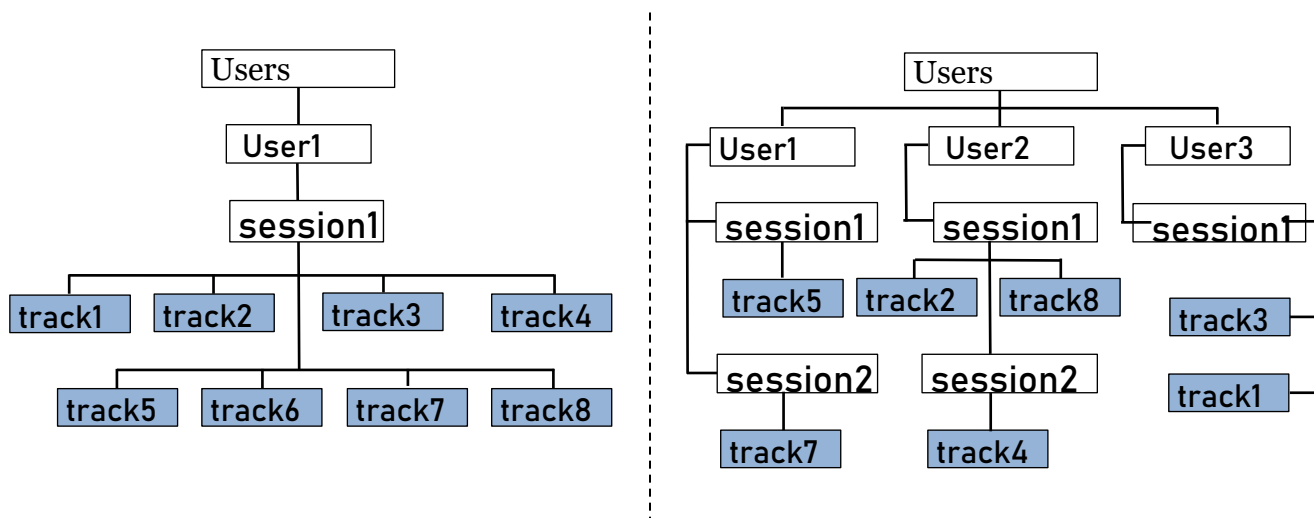 Users
User1
session1
track1
track2
track3
track4
track5
track6
track7
track8
Users
User1
User2
User3
session1
session1
session1
track5
track2
track8
track3
session2
session2
track1
track7
track4